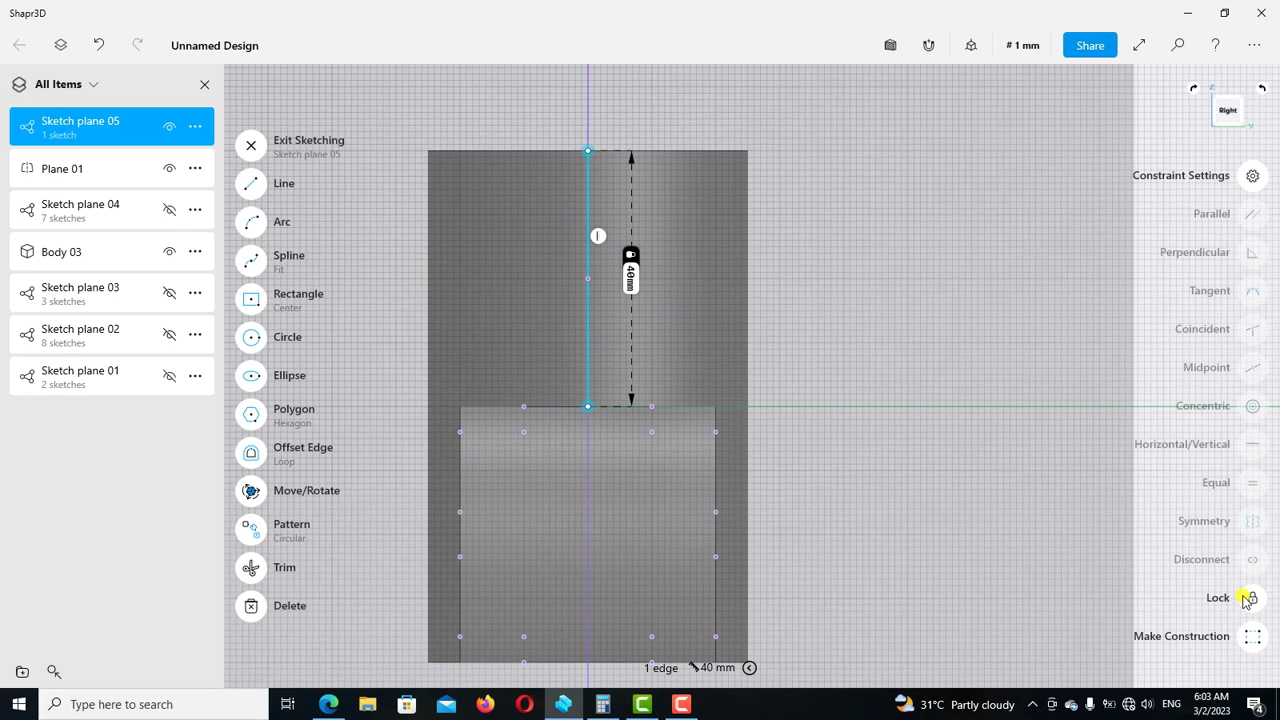 Shapr3D
Unnamed Design
# 1 mm
Share
All Items
Sketch plane 05
1 sketch
Plane 01
Sketch plane 04
7 sketches
Body 03
Sketch plane 03
3 sketches
Sketch plane 02
8 sketches
Sketch plane 01
2 sketches
Exit Sketching
Sketch plane 05
Line
Arc
Spline
Fit
Rectangle
Center
Circle
Ellipse
Polygon
Hexagon
Offset Edge
Loop
Move/Rotate
Pattern
Circular
Trim
Delete
40mm
1 edge 40 mm
Z
Right
Y
Constraint Settings
Parallel
Perpendicular
Tangent
Coincident
Midpoint
Concentric
Horizontal/Vertical
Equal
Symmetry
Disconnect
Lock
Make Construction
Type here to search
31°C Partly cloudy
ENG
6:03 AM
3/2/2023
4